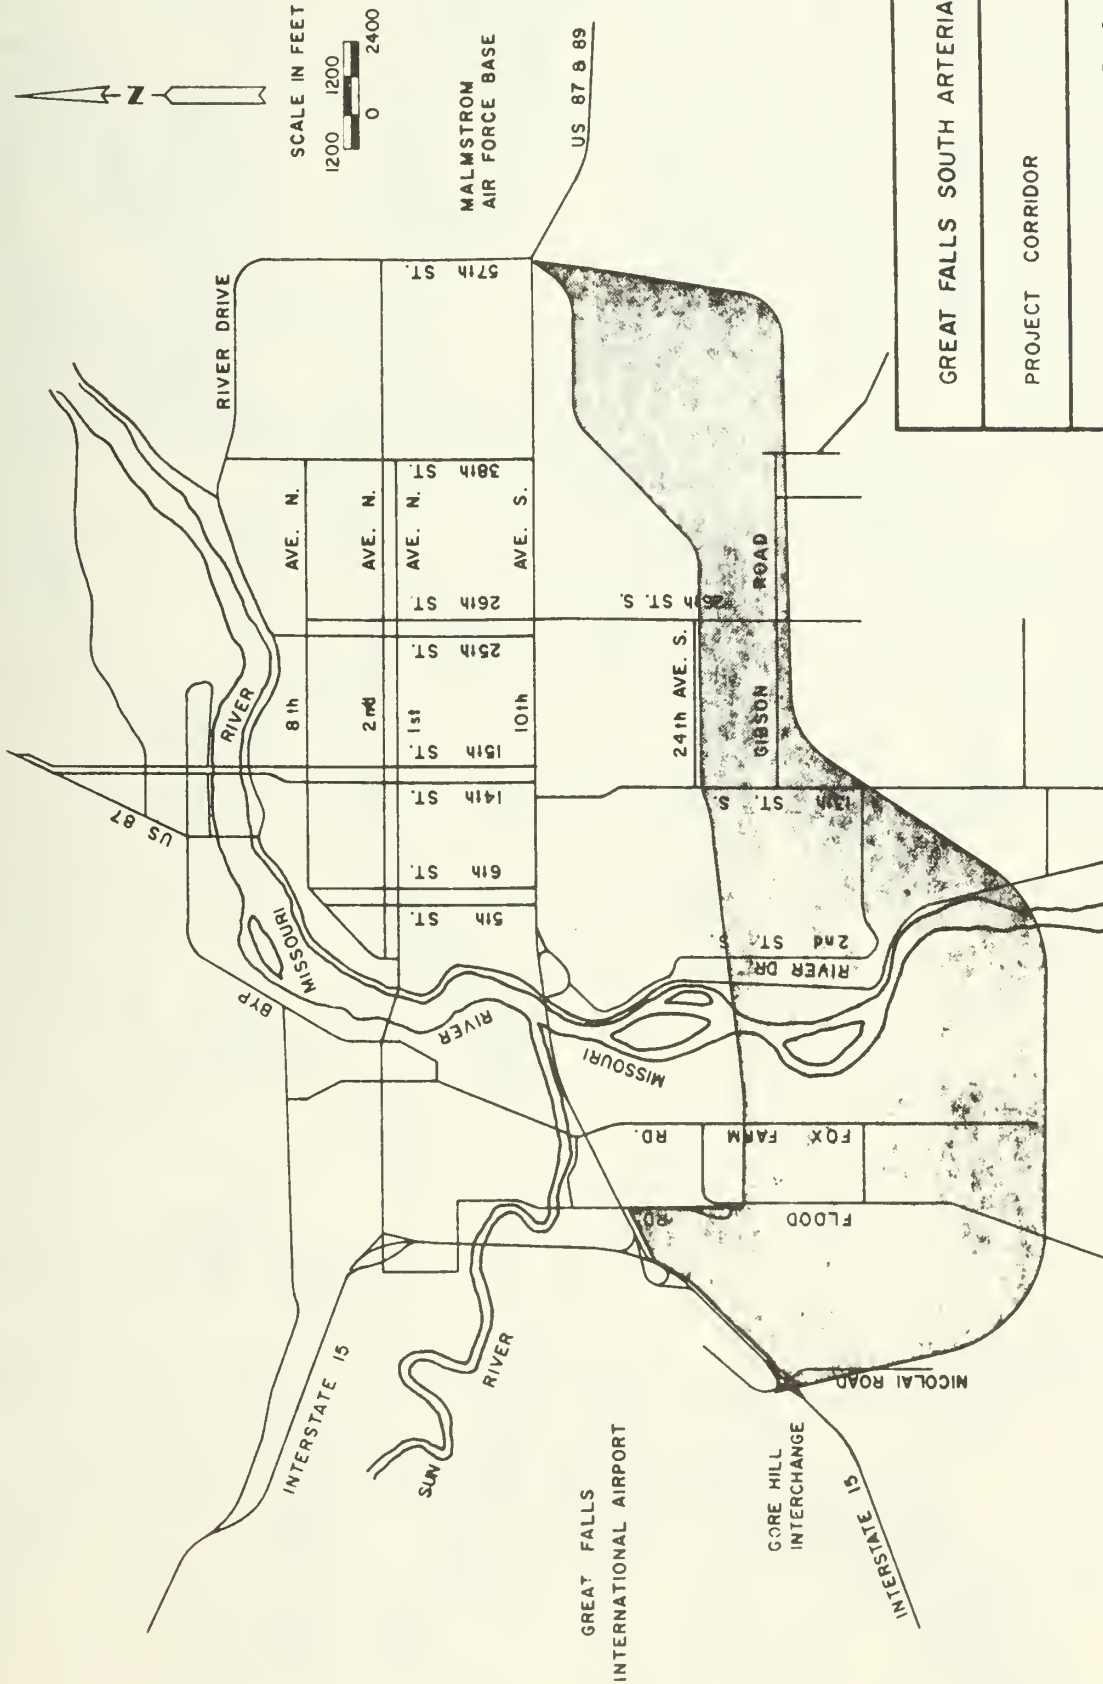 N
SCALE IN FEET
1200 1200
0 2400
MALMSTROM
AIR FORCE BASE
US 87 8 89
RIVER DRIVE
57th ST.
38th ST.
AVE. N.
AVE. N.
AVE. N.
AVE. S.
26th ST.
25th ST.
8th
2nd
1st
10th
15th ST.
14th ST.
6th ST.
5th ST.
RIVER
MISSOURI
US 87
BYP
RIVER
MISSOURI
26th ST. S.
24th AVE. S.
GIBSON ROAD
13th ST. S.
2nd ST. S.
RIVER DR.
FOX FARM RD.
FLOOD RD.
NICOLAI ROAD
INTERSTATE 15
SUN RIVER
GREAT FALLS
INTERNATIONAL AIRPORT
GORE HILL
INTERCHANGE
INTERSTATE 15
GREAT FALLS SOUTH ARTERIA
PROJECT CORRIDOR